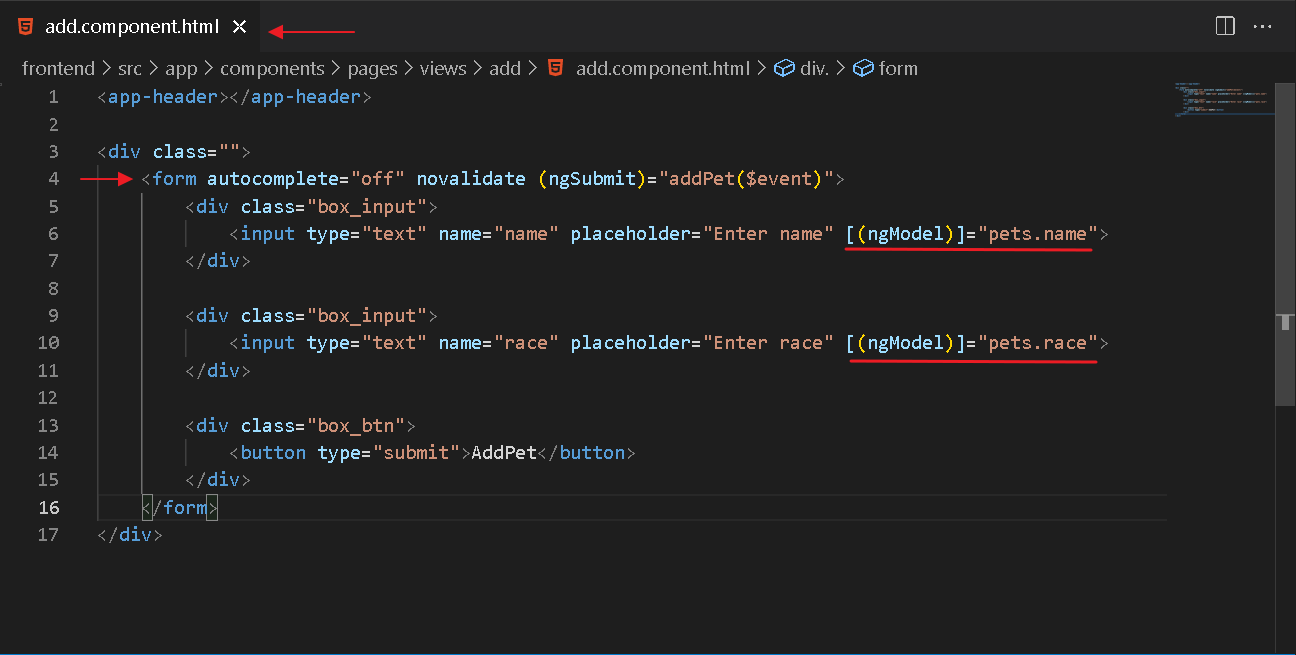 add.component.html
frontend > src > app > components > pages > views > add > add.component.html > div. > form
1 <app-header></app-header>
2
3 <div class="">
4 <form autocomplete="off" novalidate (ngSubmit)="addPet($event)">
5 <div class="box_input">
6 <input type="text" name="name" placeholder="Enter name" [(ngModel)]="pets.name">
7 </div>
8
9 <div class="box_input">
10 <input type="text" name="race" placeholder="Enter race" [(ngModel)]="pets.race">
11 </div>
12
13 <div class="box_btn">
14 <button type="submit">AddPet</button>
15 </div>
16 </form>
17 </div>